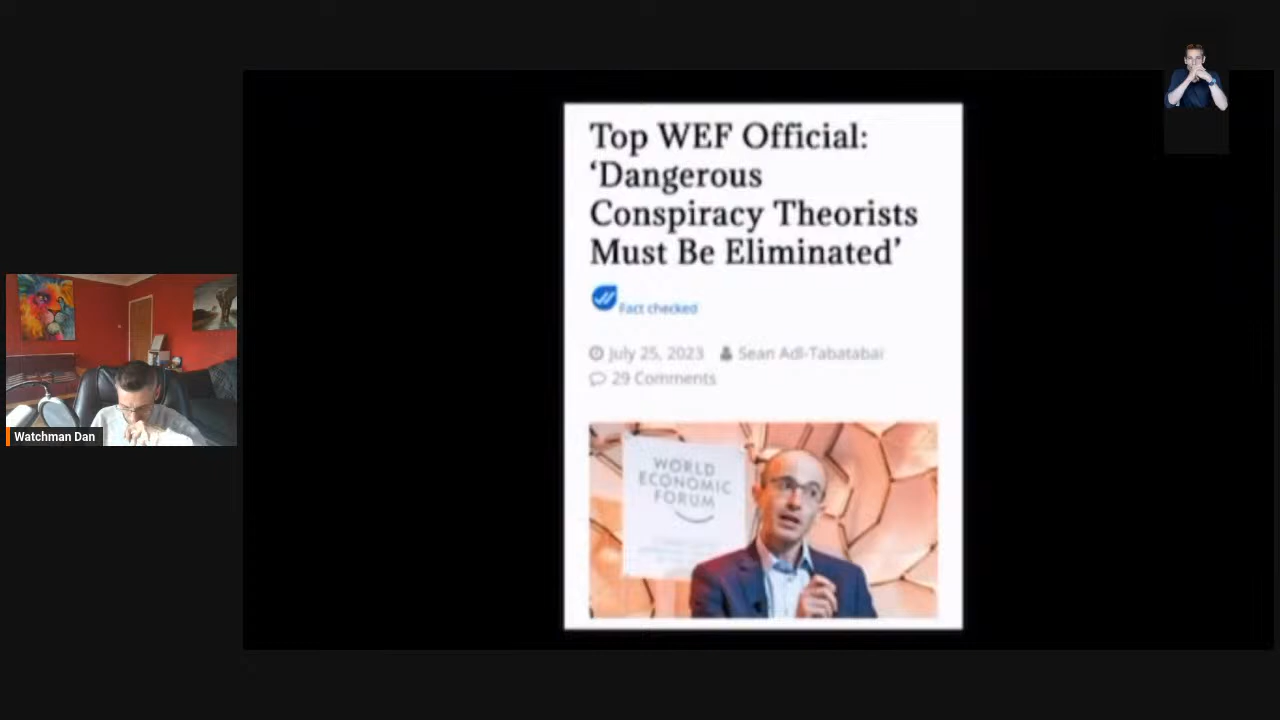 Top WEF Official:
‘Dangerous
Conspiracy Theorists
Must Be Eliminated’
Fact checked
July 25, 2023 Sean Adl-Tabatabai
29 Comments
WORLD
ECONOMIC
FORUM
Watchman Dan